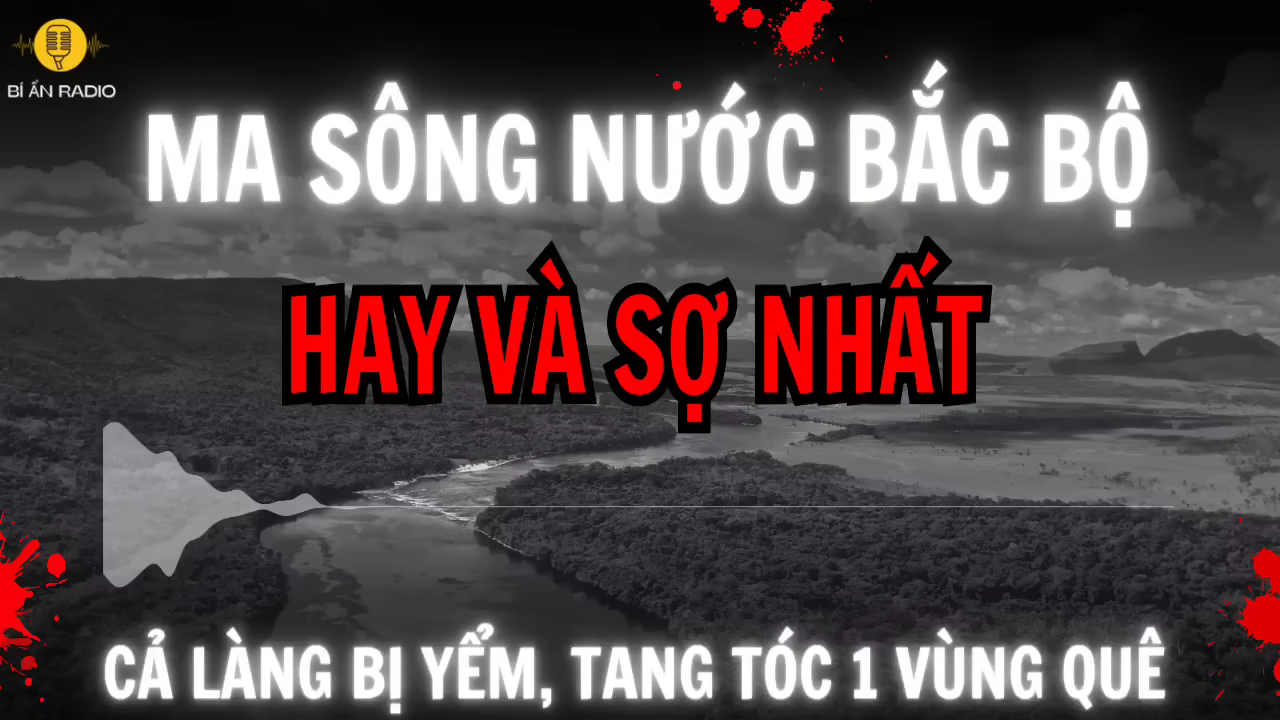 BÍ ẨN RADIO
MA SÔNG NƯỚC BẮC BỘ
HAY VÀ SỢ NHẤT
CẢ LÀNG BỊ YỂM, TANG TÓC 1 VÙNG QUÊ